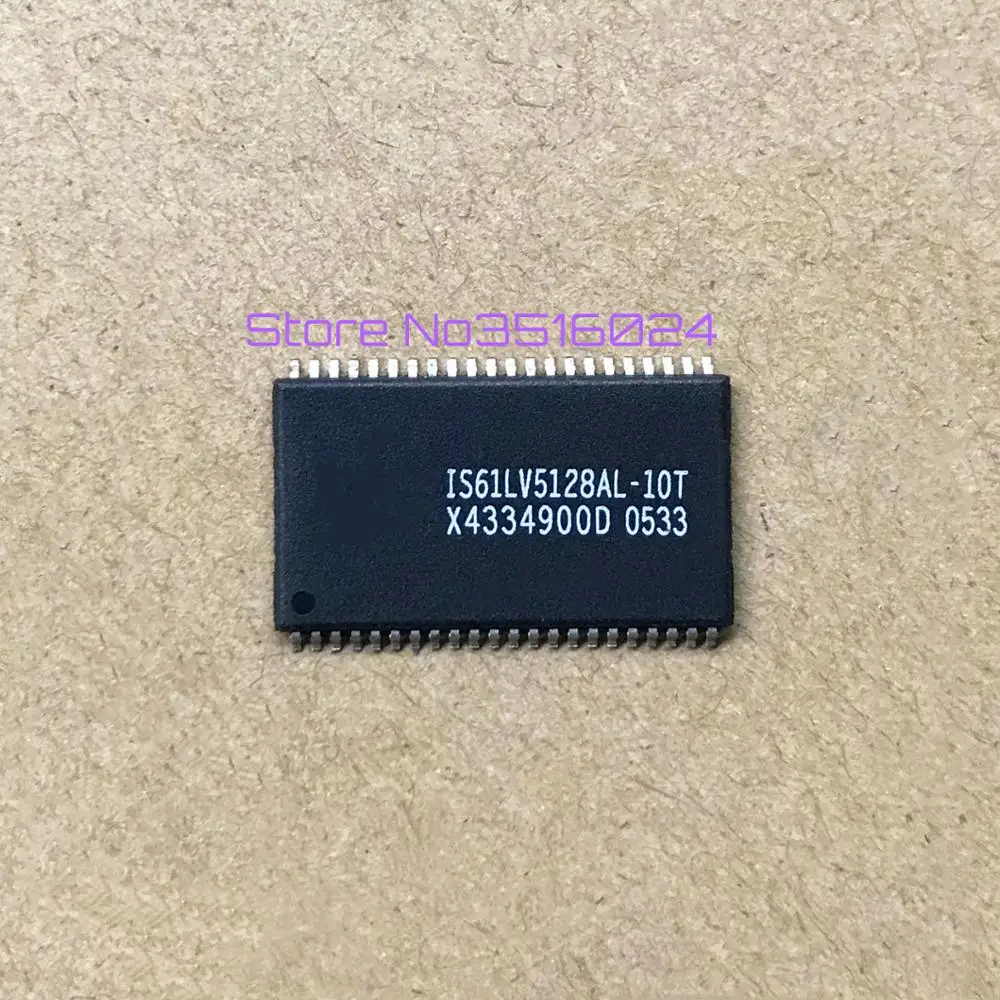 Store No3516024
IS61LV5128AL-10T
X4334900D 0533